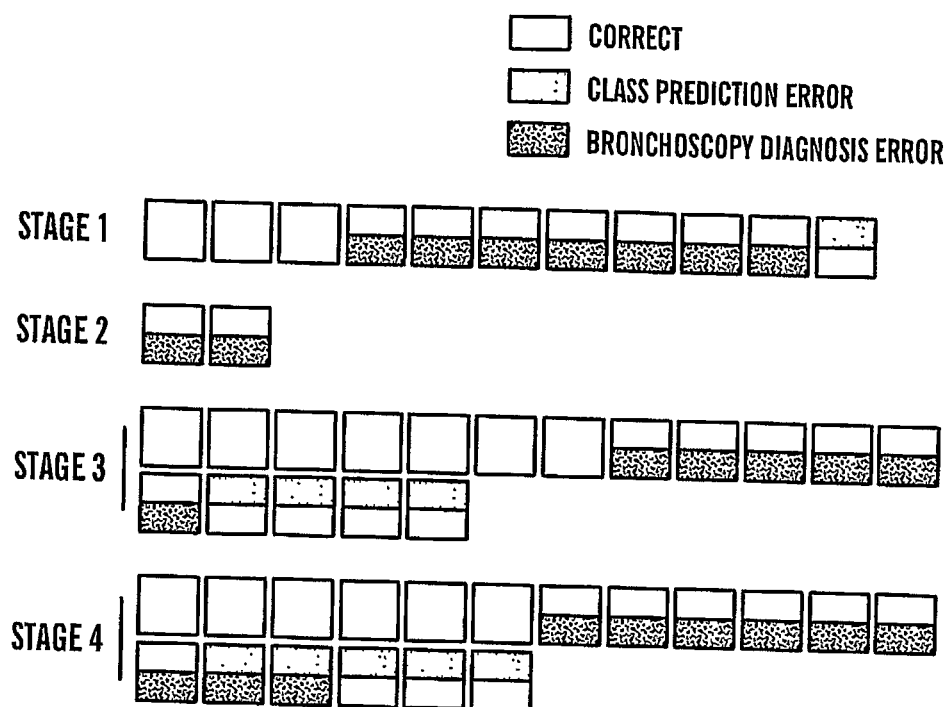 CORRECT
CLASS PREDICTION ERROR
BRONCHOSCOPY DIAGNOSIS ERROR
STAGE 1
STAGE 2
STAGE 3
STAGE 4